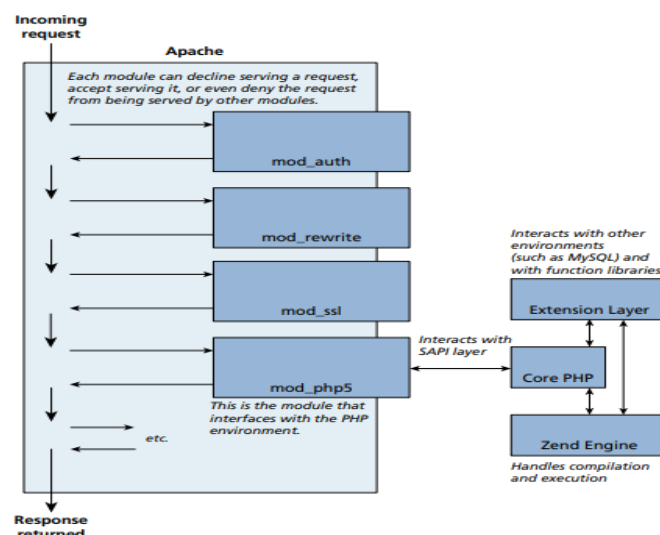 Incoming
request
Apache
Each module can decline serving a request,
accept serving it, or even deny the request
from being served by other modules.
mod_auth
mod_rewrite
mod_ssl
mod_php5
This is the module that
interfaces with the PHP
environment.
etc.
Response
returned
Interacts with
SAPI layer
Interacts with other
environments
(such as MySQL) and
with function libraries
Extension Layer
Core PHP
Zend Engine
Handles compilation
and execution